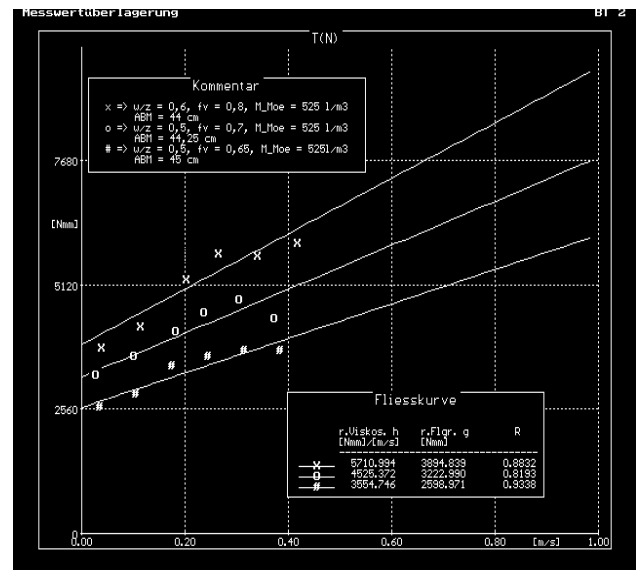 Messwertüberlagerung BT 2
T(N)
Kommentar
x => w/z = 0,6, fv = 0,8, M_Moe = 525 l/m3
ABM = 44 cm
o => w/z = 0,5, fv = 0,7, M_Moe = 525 l/m3
ABM = 44,25 cm
# => w/z = 0,5, fv = 0,65, M_Moe = 525l/m3
ABM = 45 cm
7680
[Nmm]
5120
2560
Fliesskurve
r.Viskos. h r.Flgr. g R
[Nmm]/[m/s] [Nmm]
x 5710.994 3894.839 0.8832
o 4525.372 3222.990 0.8193
# 3554.746 2598.971 0.9338
0
0.00 0.20 0.40 0.60 0.80 [m/s] 1.00